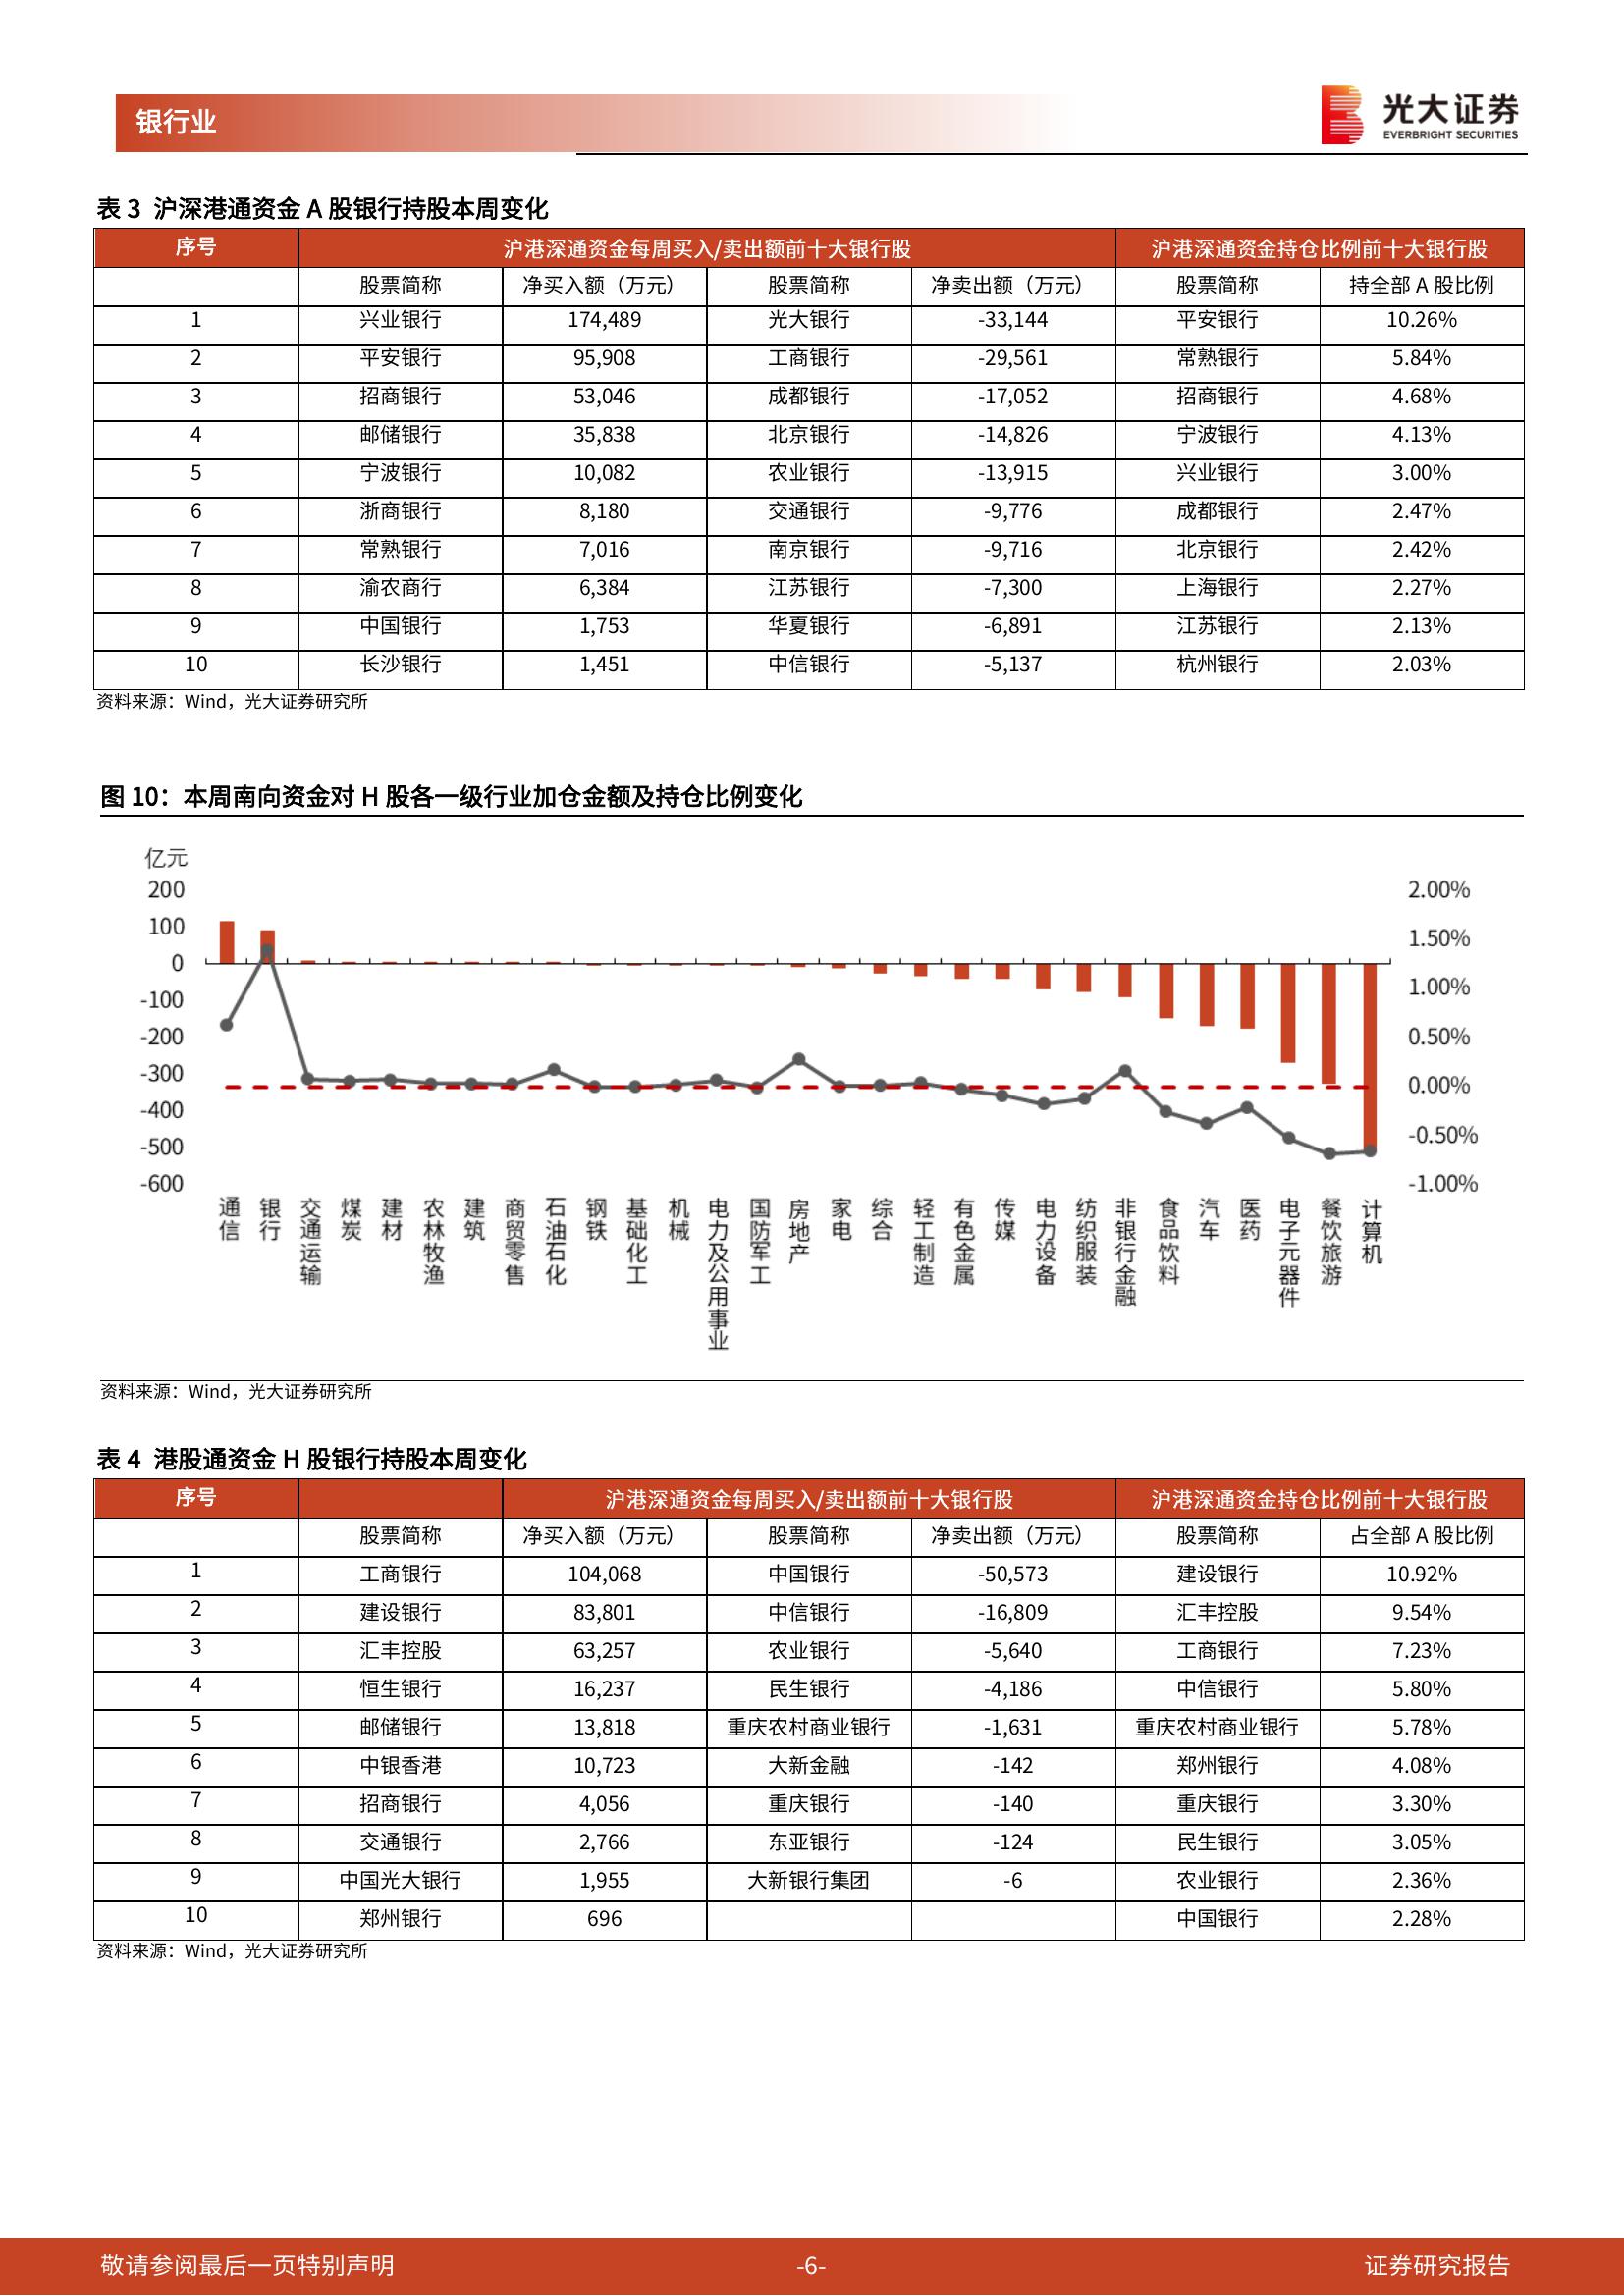 银行业
光大证券
EVERBRIGHT SECURITIES
表 3 沪深港通资金 A 股银行持股本周变化
序号 沪港深通资金每周买入/卖出额前十大银行股 沪港深通资金持仓比例前十大银行股
股票简称 净买入额（万元） 股票简称 净卖出额（万元） 股票简称 持全部 A 股比例
1 兴业银行 174,489 光大银行 -33,144 平安银行 10.26%
2 平安银行 95,908 工商银行 -29,561 常熟银行 5.84%
3 招商银行 53,046 成都银行 -17,052 招商银行 4.68%
4 邮储银行 35,838 北京银行 -14,826 宁波银行 4.13%
5 宁波银行 10,082 农业银行 -13,915 兴业银行 3.00%
6 浙商银行 8,180 交通银行 -9,776 成都银行 2.47%
7 常熟银行 7,016 南京银行 -9,716 北京银行 2.42%
8 渝农商行 6,384 江苏银行 -7,300 上海银行 2.27%
9 中国银行 1,753 华夏银行 -6,891 江苏银行 2.13%
10 长沙银行 1,451 中信银行 -5,137 杭州银行 2.03%
资料来源：Wind，光大证券研究所
图 10：本周南向资金对 H 股各一级行业加仓金额及持仓比例变化
亿元
200 2.00%
100 1.50%
0 1.00%
-100 0.50%
-200 0.00%
-300 -0.50%
-400 -1.00%
-500
-600
通信
银行
交通运输
煤炭
建材
农林牧渔
建筑
商贸零售
石油石化
钢铁
基础化工
机械
电力及公用事业
国防军工
房地产
家电
综合
轻工制造
有色金属
传媒
电力设备
纺织服装
非银行金融
食品饮料
汽车
医药
电子元器件
餐饮旅游
计算机
资料来源：Wind，光大证券研究所
表 4 港股通资金 H 股银行持股本周变化
序号 沪港深通资金每周买入/卖出额前十大银行股 沪港深通资金持仓比例前十大银行股
股票简称 净买入额（万元） 股票简称 净卖出额（万元） 股票简称 占全部 A 股比例
1 工商银行 104,068 中国银行 -50,573 建设银行 10.92%
2 建设银行 83,801 中信银行 -16,809 汇丰控股 9.54%
3 汇丰控股 63,257 农业银行 -5,640 工商银行 7.23%
4 恒生银行 16,237 民生银行 -4,186 中信银行 5.80%
5 邮储银行 13,818 重庆农村商业银行 -1,631 重庆农村商业银行 5.78%
6 中银香港 10,723 大新金融 -142 郑州银行 4.08%
7 招商银行 4,056 重庆银行 -140 重庆银行 3.30%
8 交通银行 2,766 东亚银行 -124 民生银行 3.05%
9 中国光大银行 1,955 大新银行集团 -6 农业银行 2.36%
10 郑州银行 696 中国银行 2.28%
资料来源：Wind，光大证券研究所
敬请参阅最后一页特别声明 -6- 证券研究报告